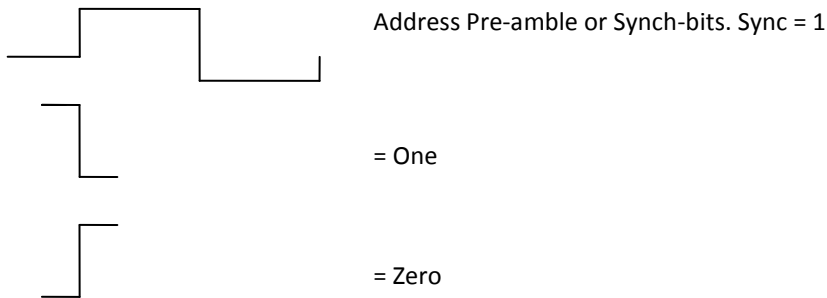 Address Pre-amble or Synch-bits. Sync = 1
= One
= Zero